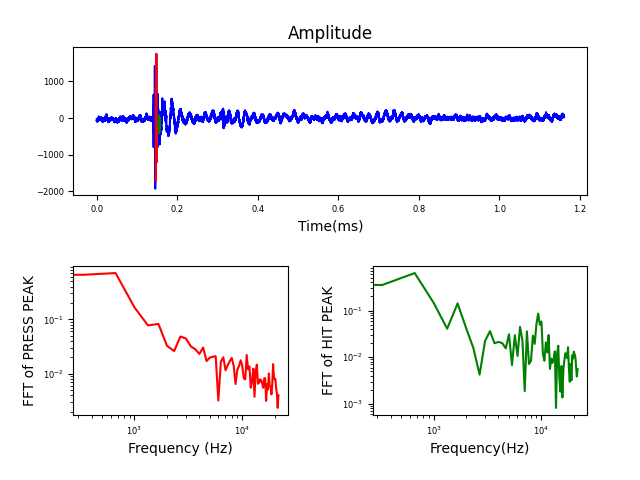 Amplitude
1000
0
−1000
−2000
0.0 0.2 0.4 0.6 0.8 1.0 1.2
Time(ms)
FFT of PRESS PEAK
10⁻¹
10⁻²
10³ 10⁴
Frequency (Hz)
FFT of HIT PEAK
10⁻¹
10⁻²
10⁻³
10³ 10⁴
Frequency(Hz)